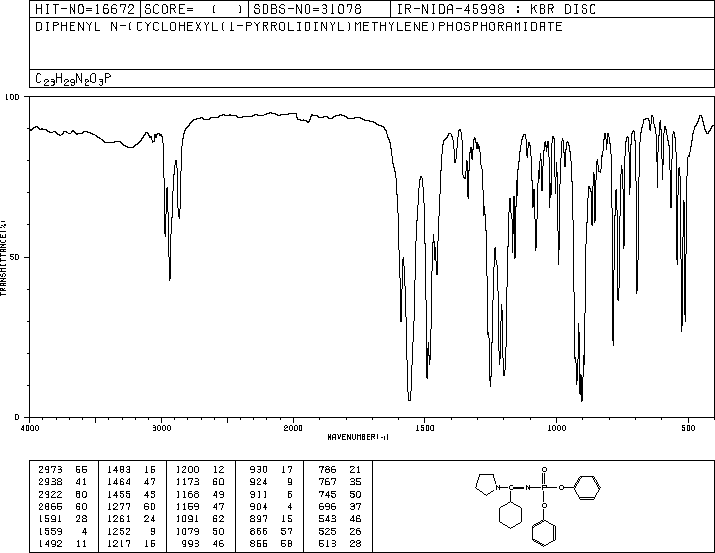 HIT-NO=16672 SCORE= ( ) SDBS-NO=31078 IR-NIDA-45998 : KBR DISC
DIPHENYL N-(CYCLOHEXYL(1-PYRROLIDINYL)METHYLENE)PHOSPHORAMIDATE
C23H29N2O3P
100
TRANSMITTANCE(%)
50
0
4000 3000 2000 1500 1000 500
WAVENUMBER(-1)
2973 55 1483 16 1200 12 930 17 786 21
2938 41 1464 47 1173 60 924 9 767 35
2922 80 1455 45 1168 49 911 6 745 50
2866 60 1277 60 1159 47 904 4 696 37
1591 28 1261 24 1091 62 897 15 543 46
1559 4 1252 9 1079 50 866 57 525 26
1492 11 1217 16 993 46 855 58 513 28
O
N C N P O
O